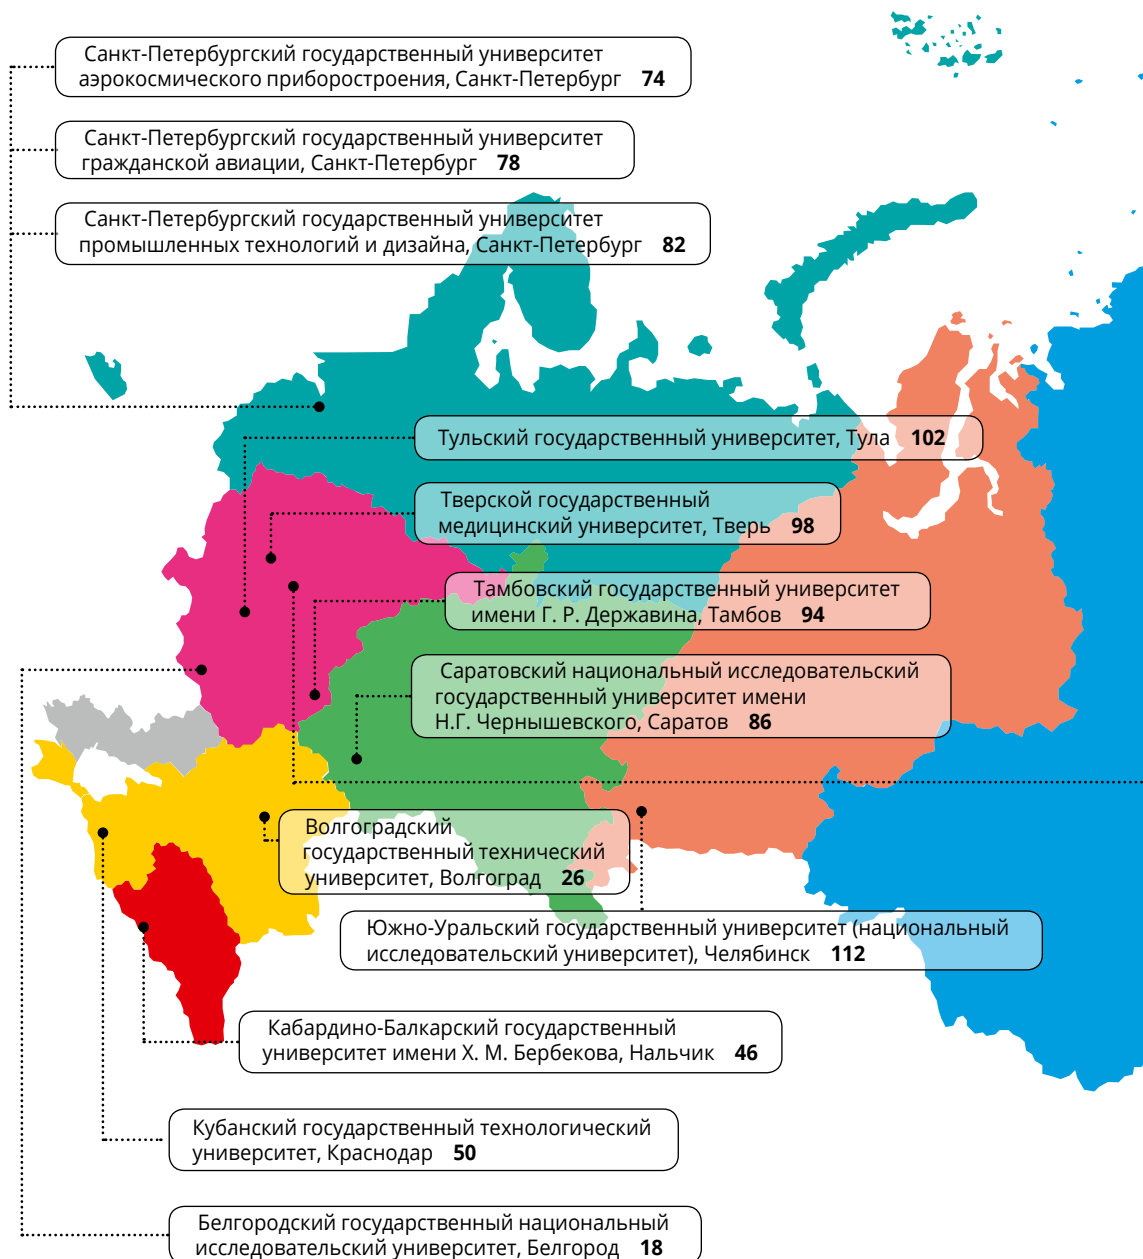 Санкт-Петербургский государственный университет
аэрокосмического приборостроения, Санкт-Петербург 74
Санкт-Петербургский государственный университет
гражданской авиации, Санкт-Петербург 78
Санкт-Петербургский государственный университет
промышленных технологий и дизайна, Санкт-Петербург 82
Тульский государственный университет, Тула 102
Тверской государственный
медицинский университет, Тверь 98
Тамбовский государственный университет
имени Г. Р. Державина, Тамбов 94
Саратовский национальный исследовательский
государственный университет имени
Н.Г. Чернышевского, Саратов 86
Волгоградский
государственный технический
университет, Волгоград 26
Южно-Уральский государственный университет (национальный
исследовательский университет), Челябинск 112
Кабардино-Балкарский государственный
университет имени Х. М. Бербекова, Нальчик 46
Кубанский государственный технологический
университет, Краснодар 50
Белгородский государственный национальный
исследовательский университет, Белгород 18